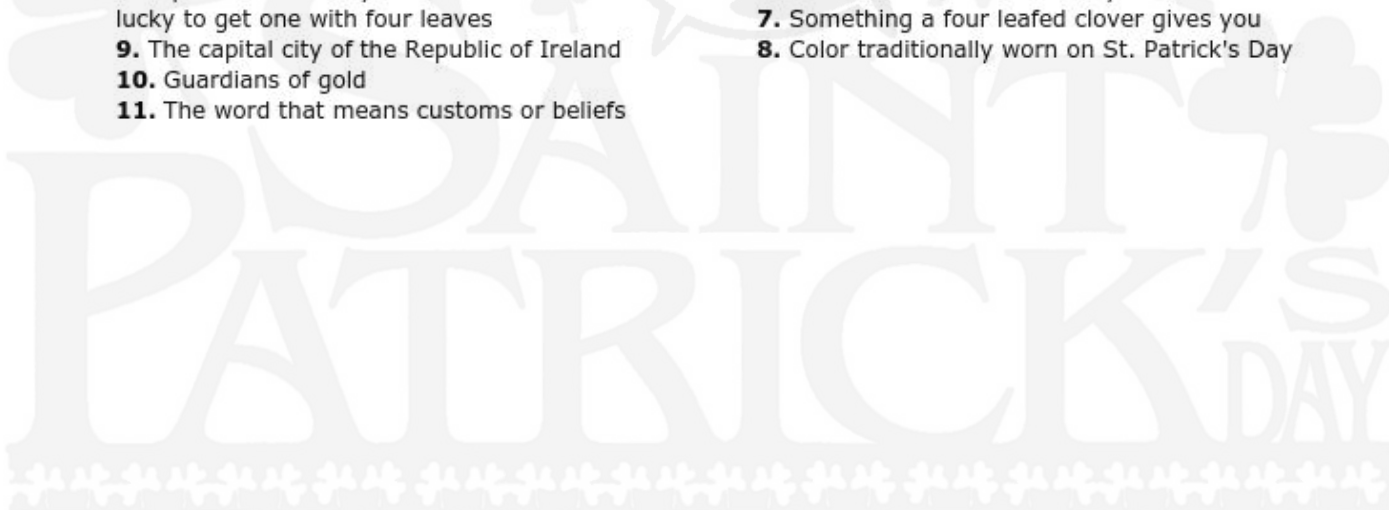 lucky to get one with four leaves
9. The capital city of the Republic of Ireland
10. Guardians of gold
11. The word that means customs or beliefs
7. Something a four leafed clover gives you
8. Color traditionally worn on St. Patrick's Day
SAINT
PATRICK'S
DAY